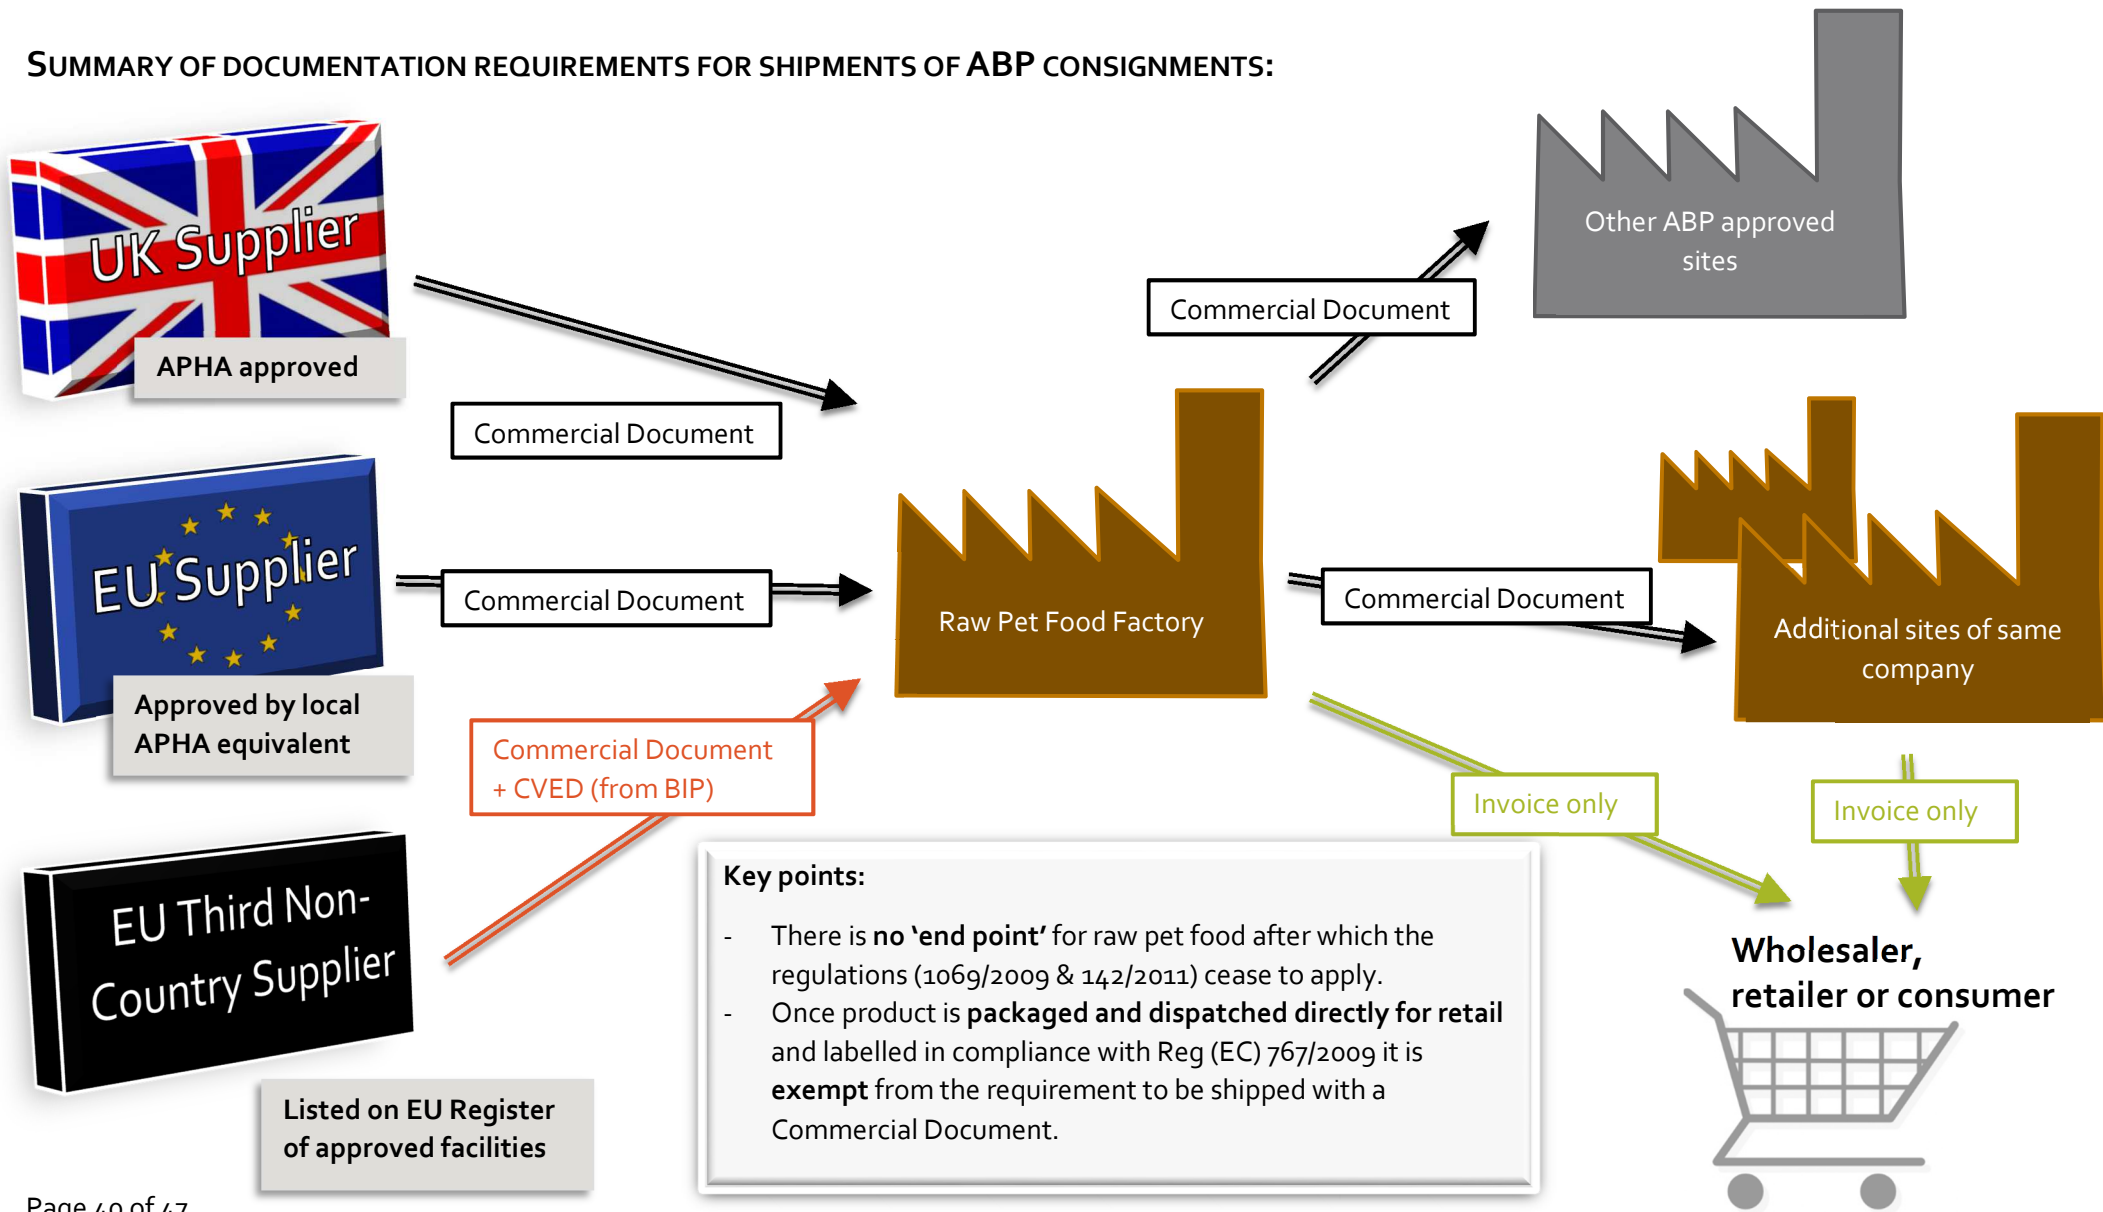 SUMMARY OF DOCUMENTATION REQUIREMENTS FOR SHIPMENTS OF ABP CONSIGNMENTS:
UK Supplier
APHA approved
Commercial Document
EU Supplier
Approved by local
APHA equivalent
Commercial Document
EU Third Non-
Country Supplier
Listed on EU Register
of approved facilities
Commercial Document
+ CVED (from BIP)
Raw Pet Food Factory
Commercial Document
Other ABP approved
sites
Commercial Document
Additional sites of same
company
Invoice only
Invoice only
Wholesaler,
retailer or consumer
Key points:
- There is no ‘end point’ for raw pet food after which the
regulations (1069/2009 & 142/2011) cease to apply.
- Once product is packaged and dispatched directly for retail
and labelled in compliance with Reg (EC) 767/2009 it is
exempt from the requirement to be shipped with a
Commercial Document.
Page 40 of 47